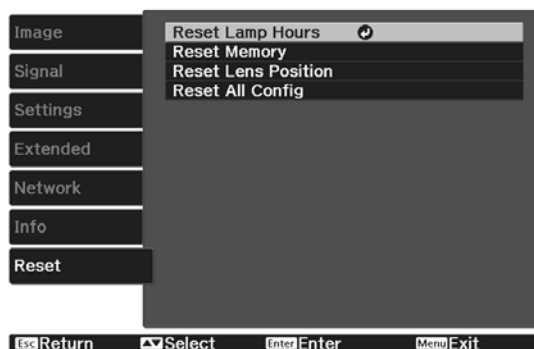 Image
Signal
Settings
Extended
Network
Info
Reset
Reset Lamp Hours
Reset Memory
Reset Lens Position
Reset All Config
Esc Return Select Enter Enter Menu Exit